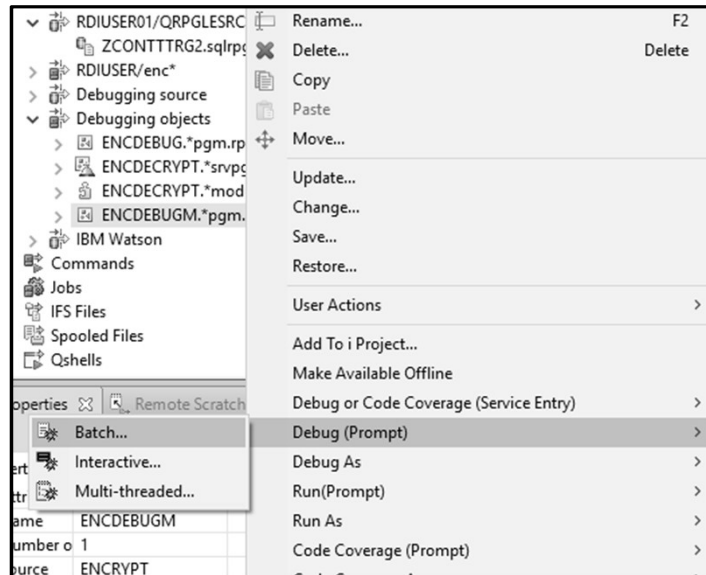 RDIUSER01/QRPGLESRC
ZCONTTTRG2.sqlrpg
RDIUSER/enc*
Debugging source
Debugging objects
ENCDEBUG.*pgm.rp
ENCDECRYPT.*srvpg
ENCDECRYPT.*mod
ENCDEBUGM.*pgm.
IBM Watson
Commands
Jobs
IFS Files
Spooled Files
Qshells
operties
Remote Scratch
Batch...
Interactive...
Multi-threaded...
ame ENCDEBUGM
umber o 1
ource ENCRYPT
Rename... F2
Delete... Delete
Copy
Paste
Move...
Update...
Change...
Save...
Restore...
User Actions
Add To i Project...
Make Available Offline
Debug or Code Coverage (Service Entry)
Debug (Prompt)
Debug As
Run(Prompt)
Run As
Code Coverage (Prompt)